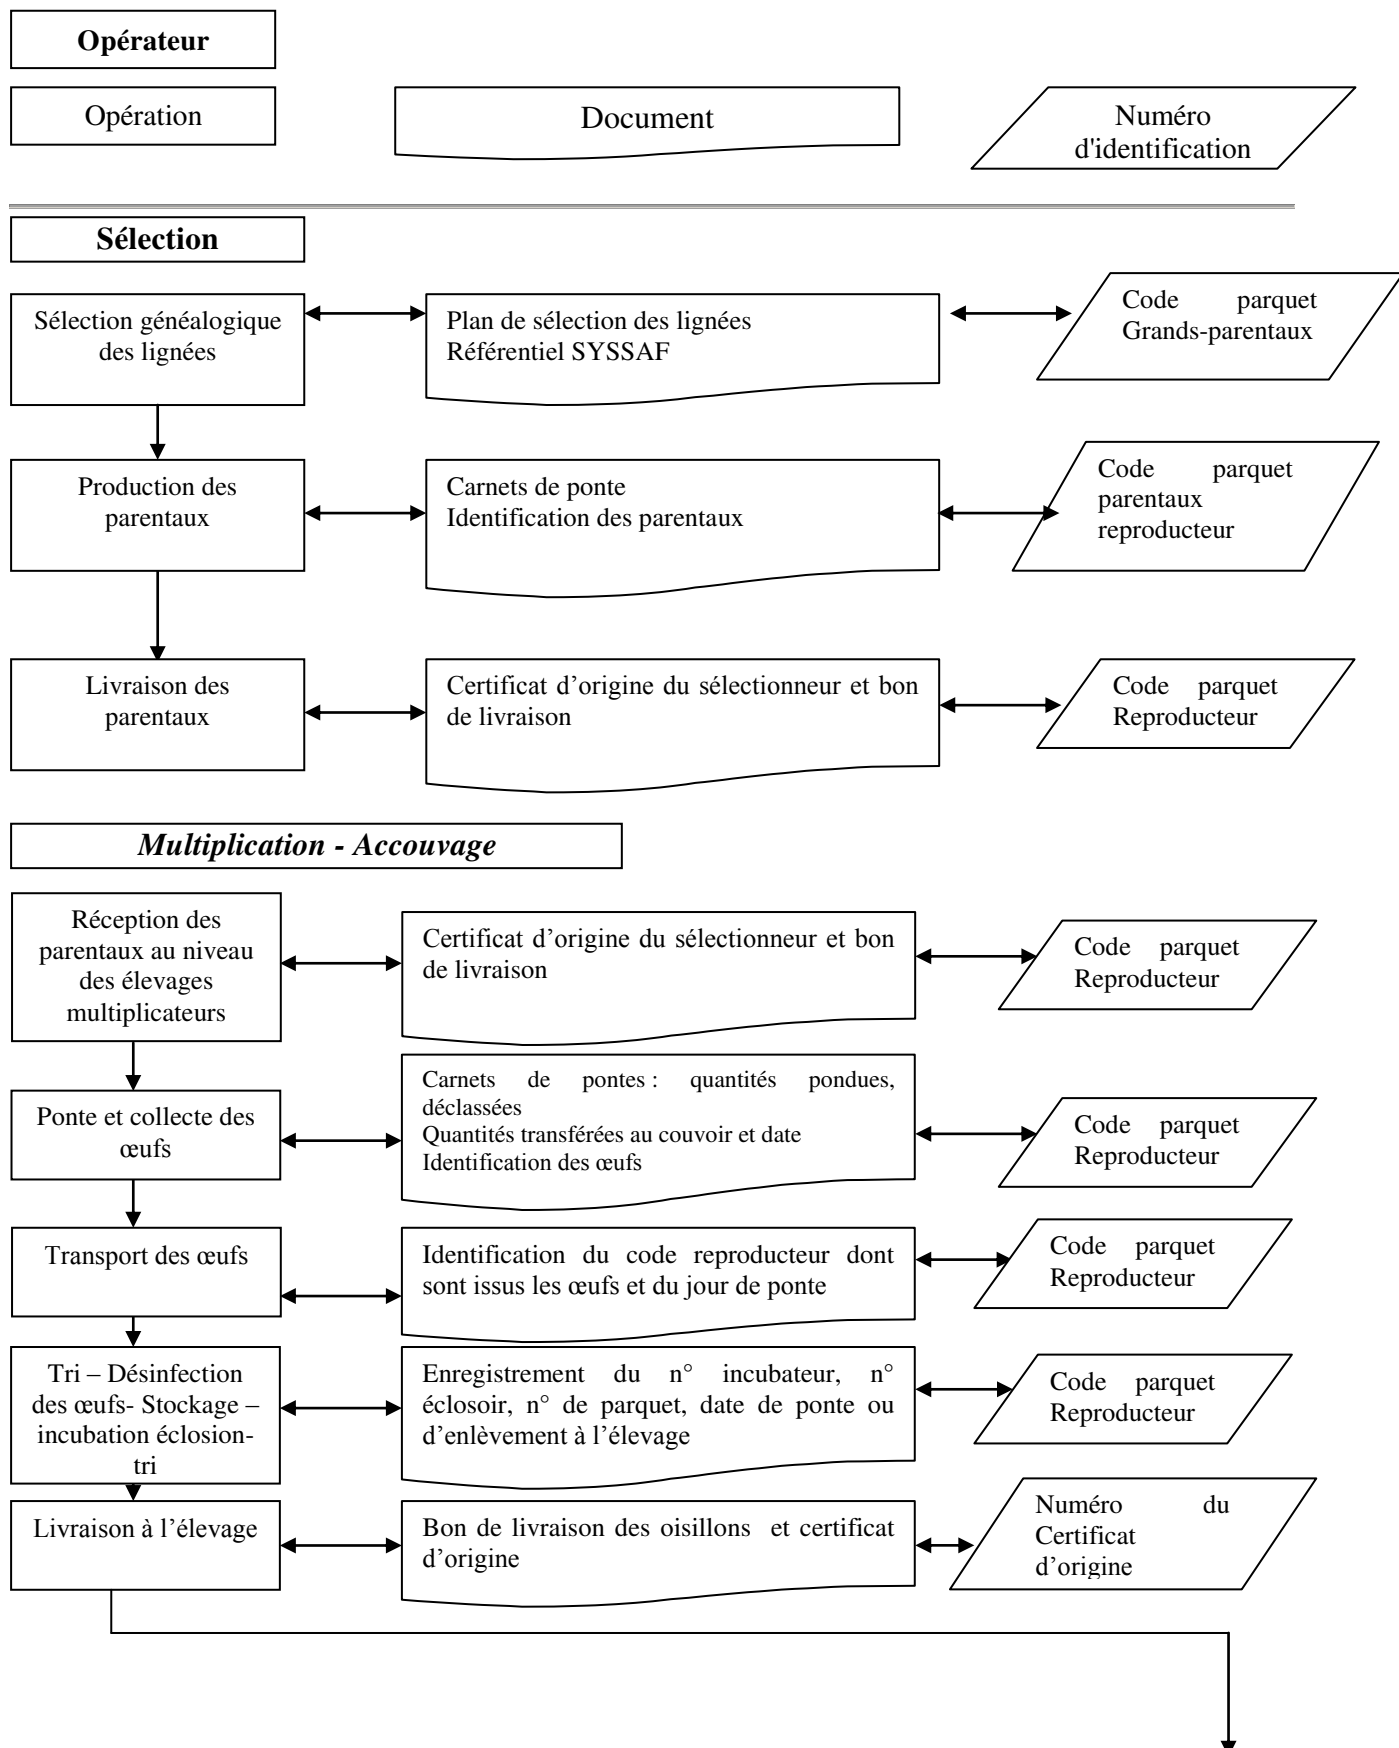 Opérateur
Opération
Document
Numéro
d'identification
Sélection
Sélection généalogique
des lignées
Plan de sélection des lignées
Référentiel SYSSAF
Code parquet
Grands-parentaux
Production des
parentaux
Carnets de ponte
Identification des parentaux
Code parquet
parentaux
reproducteur
Livraison des
parentaux
Certificat d’origine du sélectionneur et bon
de livraison
Code parquet
Reproducteur
Multiplication - Accouvage
Réception des
parentaux au niveau
des élevages
multiplicateurs
Certificat d’origine du sélectionneur et bon
de livraison
Code parquet
Reproducteur
Ponte et collecte des
œufs
Carnets de pontes : quantités pondues,
déclassées
Quantités transférées au couvoir et date
Identification des œufs
Code parquet
Reproducteur
Transport des œufs
Identification du code reproducteur dont
sont issus les œufs et du jour de ponte
Code parquet
Reproducteur
Tri – Désinfection
des œufs- Stockage –
incubation éclosion-
tri
Enregistrement du n° incubateur, n°
éclosoir, n° de parquet, date de ponte ou
d’enlèvement à l’élevage
Code parquet
Reproducteur
Livraison à l’élevage
Bon de livraison des oisillons et certificat
d’origine
Numéro du
Certificat
d’origine